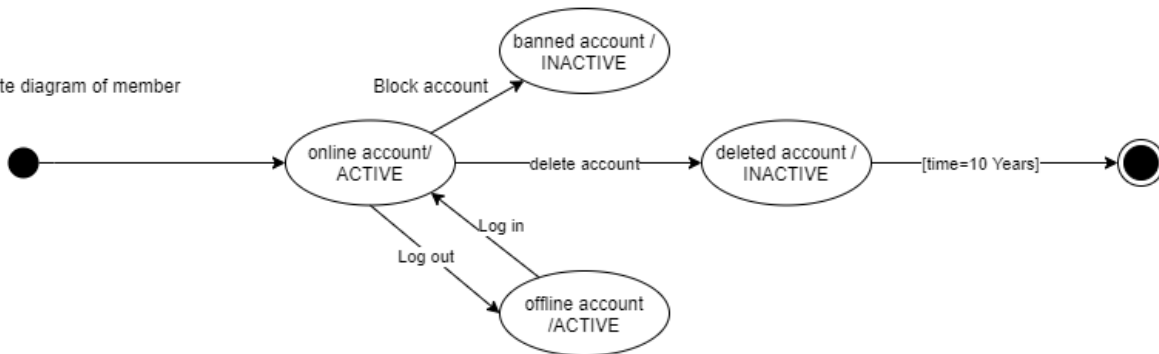 banned account /
INACTIVE
te diagram of member
Block account
online account/
ACTIVE
delete account
deleted account /
INACTIVE
[time=10 Years]
Log in
Log out
offline account
/ACTIVE